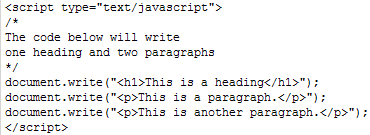 <script type="text/javascript">
/*
The code below will write
one heading and two paragraphs
*/
document.write("<h1>This is a heading</h1>");
document.write("<p>This is a paragraph.</p>");
document.write("<p>This is another paragraph.</p>");
</script>